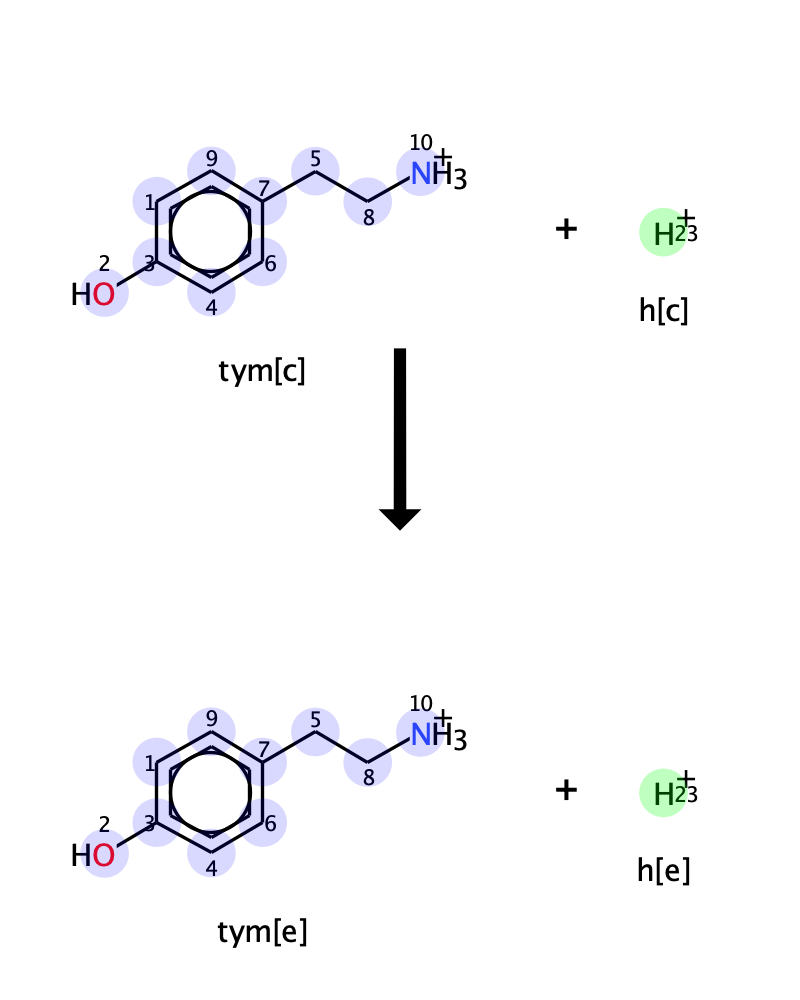 10
9 5 NH3+
1 7
8 + H+
23
2 3 6
HO 4 h[c]
tym[c]
10
9 5 NH3+
1 7
8 + H+
23
2 3 6
HO 4 h[e]
tym[e]